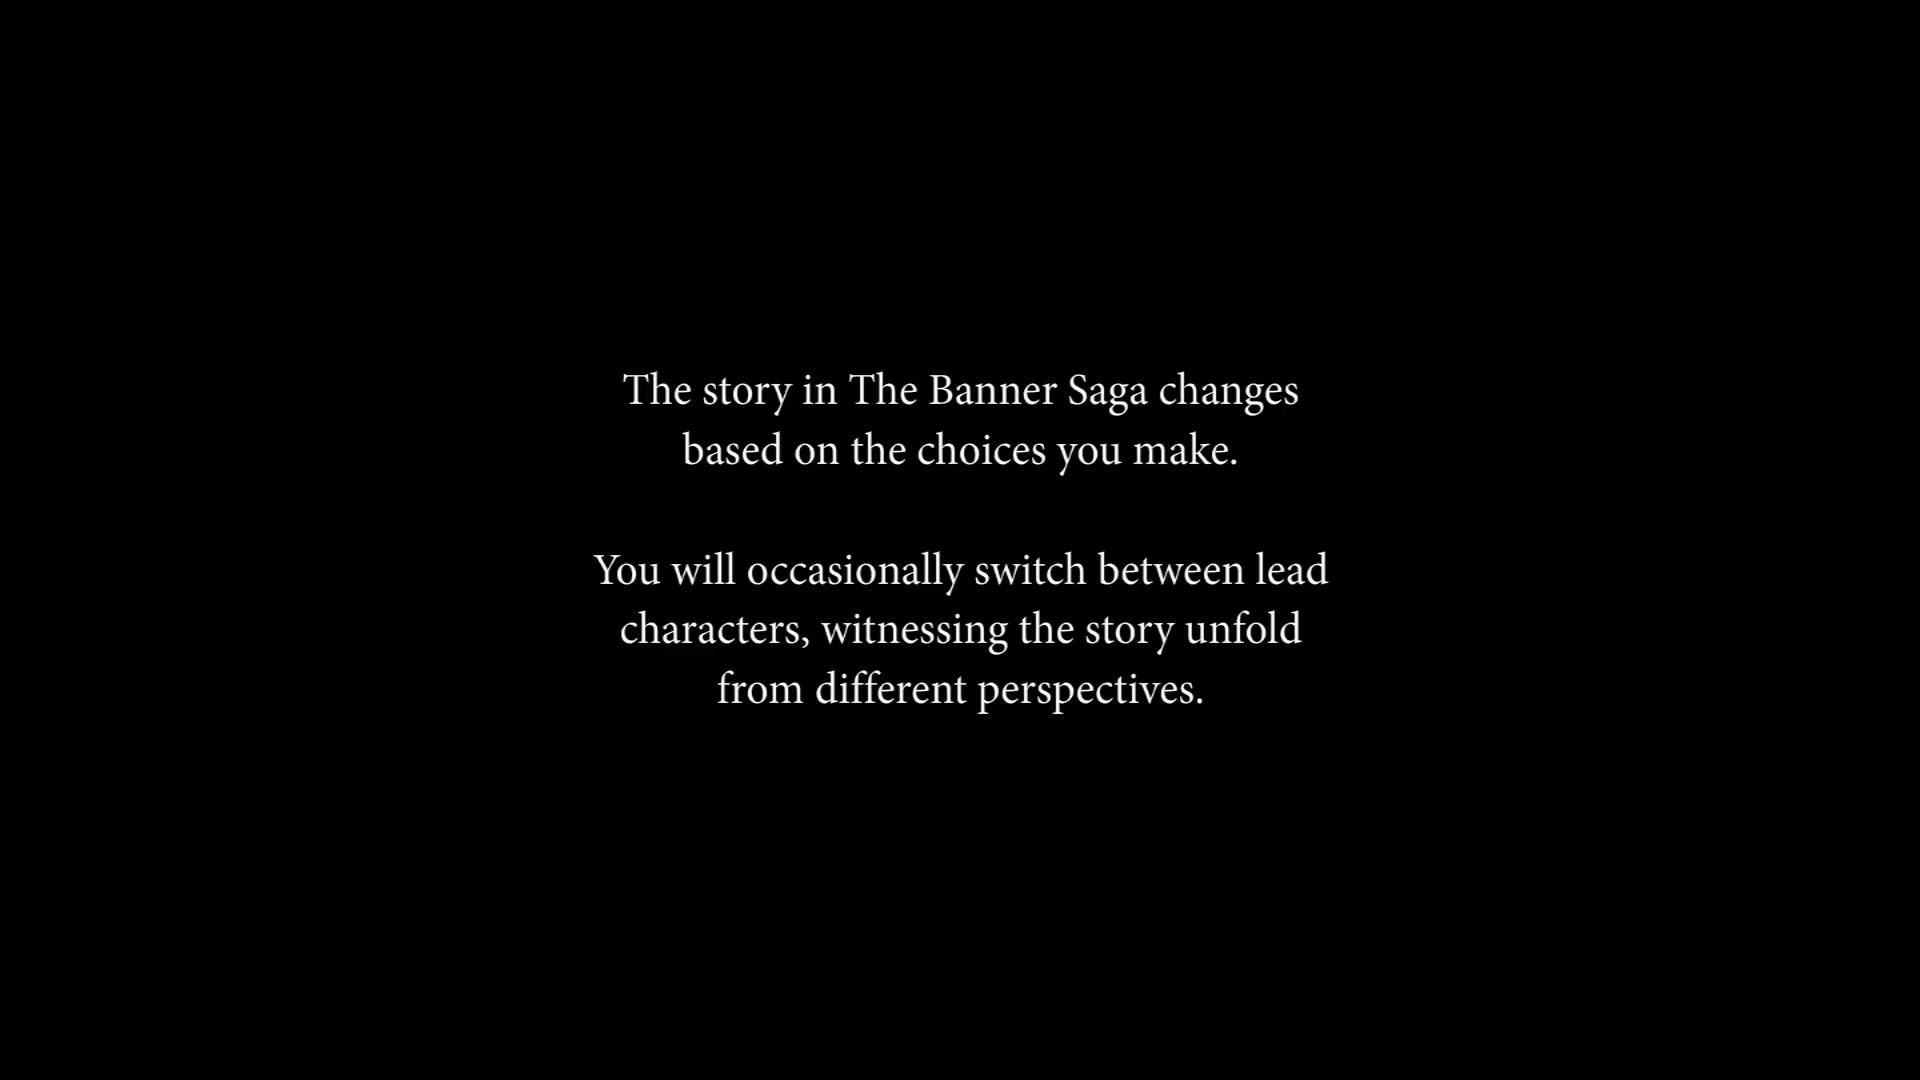 The story in The Banner Saga changes
based on the choices you make.
You will occasionally switch between lead
characters, witnessing the story unfold
from different perspectives.